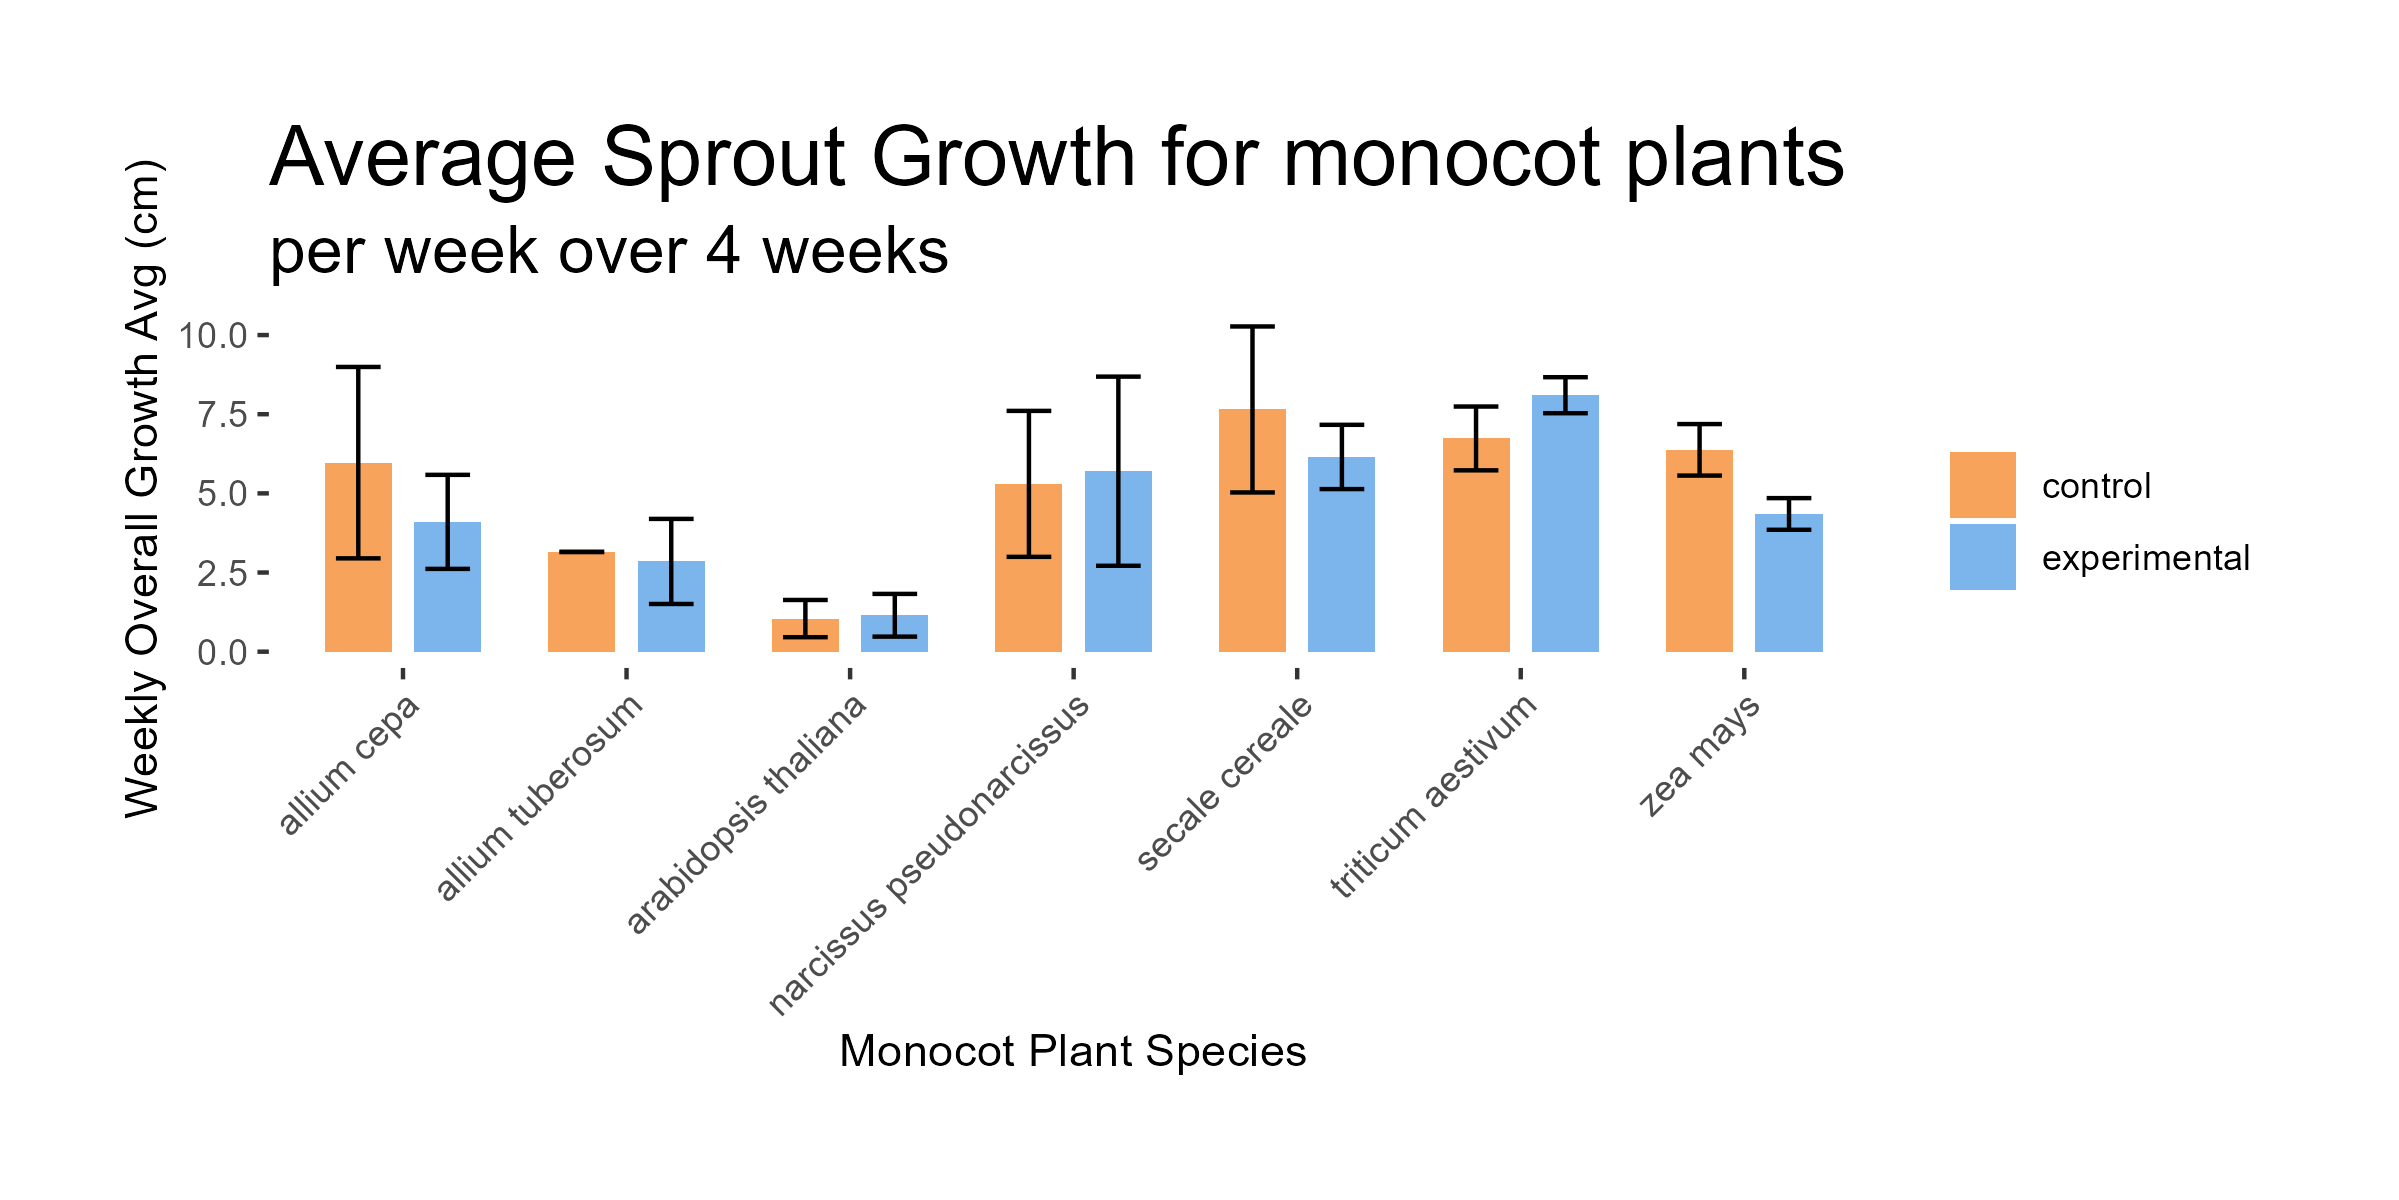 Average Sprout Growth for monocot plants
per week over 4 weeks
Weekly Overall Growth Avg (cm)
10.0
7.5
5.0
2.5
0.0
allium cepa
allium tuberosum
arabidopsis thaliana
narcissus pseudonarcissus
secale cereale
triticum aestivum
zea mays
Monocot Plant Species
control
experimental